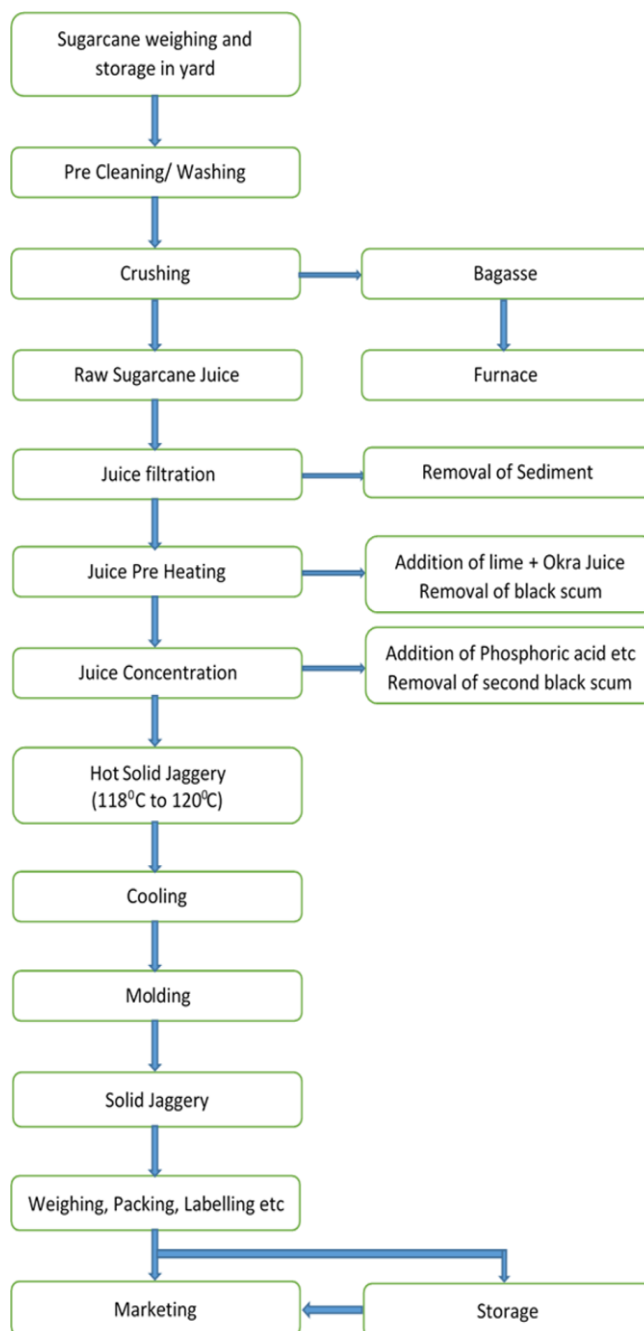 Sugarcane weighing and
storage in yard
Pre Cleaning/ Washing
Crushing
Bagasse
Raw Sugarcane Juice
Furnace
Juice filtration
Removal of Sediment
Juice Pre Heating
Addition of lime + Okra Juice
Removal of black scum
Juice Concentration
Addition of Phosphoric acid etc
Removal of second black scum
Hot Solid Jaggery
(118⁰C to 120⁰C)
Cooling
Molding
Solid Jaggery
Weighing, Packing, Labelling etc
Marketing
Storage